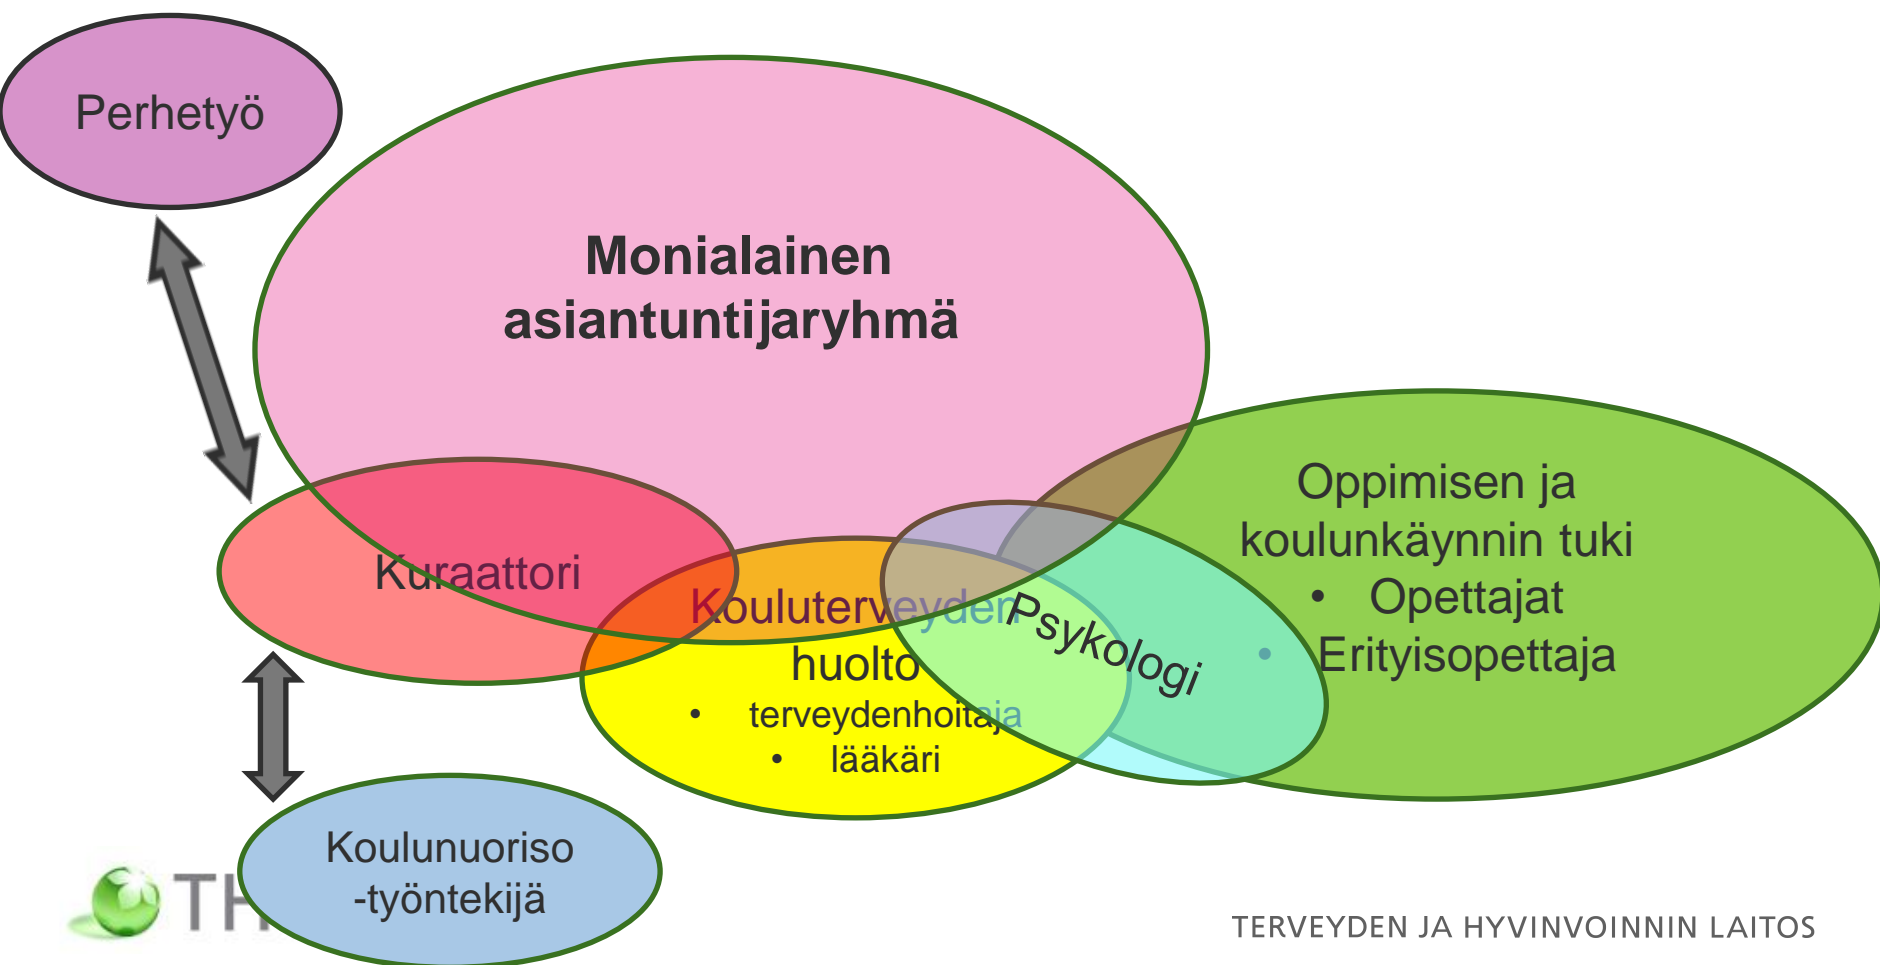 Perhetyö
Monialainen
asiantuntijaryhmä
Kuraattori
Kouluterveyden
huolto
• terveydenhoitaja
• lääkäri
Psykologi
Oppimisen ja
koulunkäynnin tuki
• Opettajat
• Erityisopettaja
Koulunuoriso
-työntekijä
TH
TERVEYDEN JA HYVINVOINNIN LAITOS